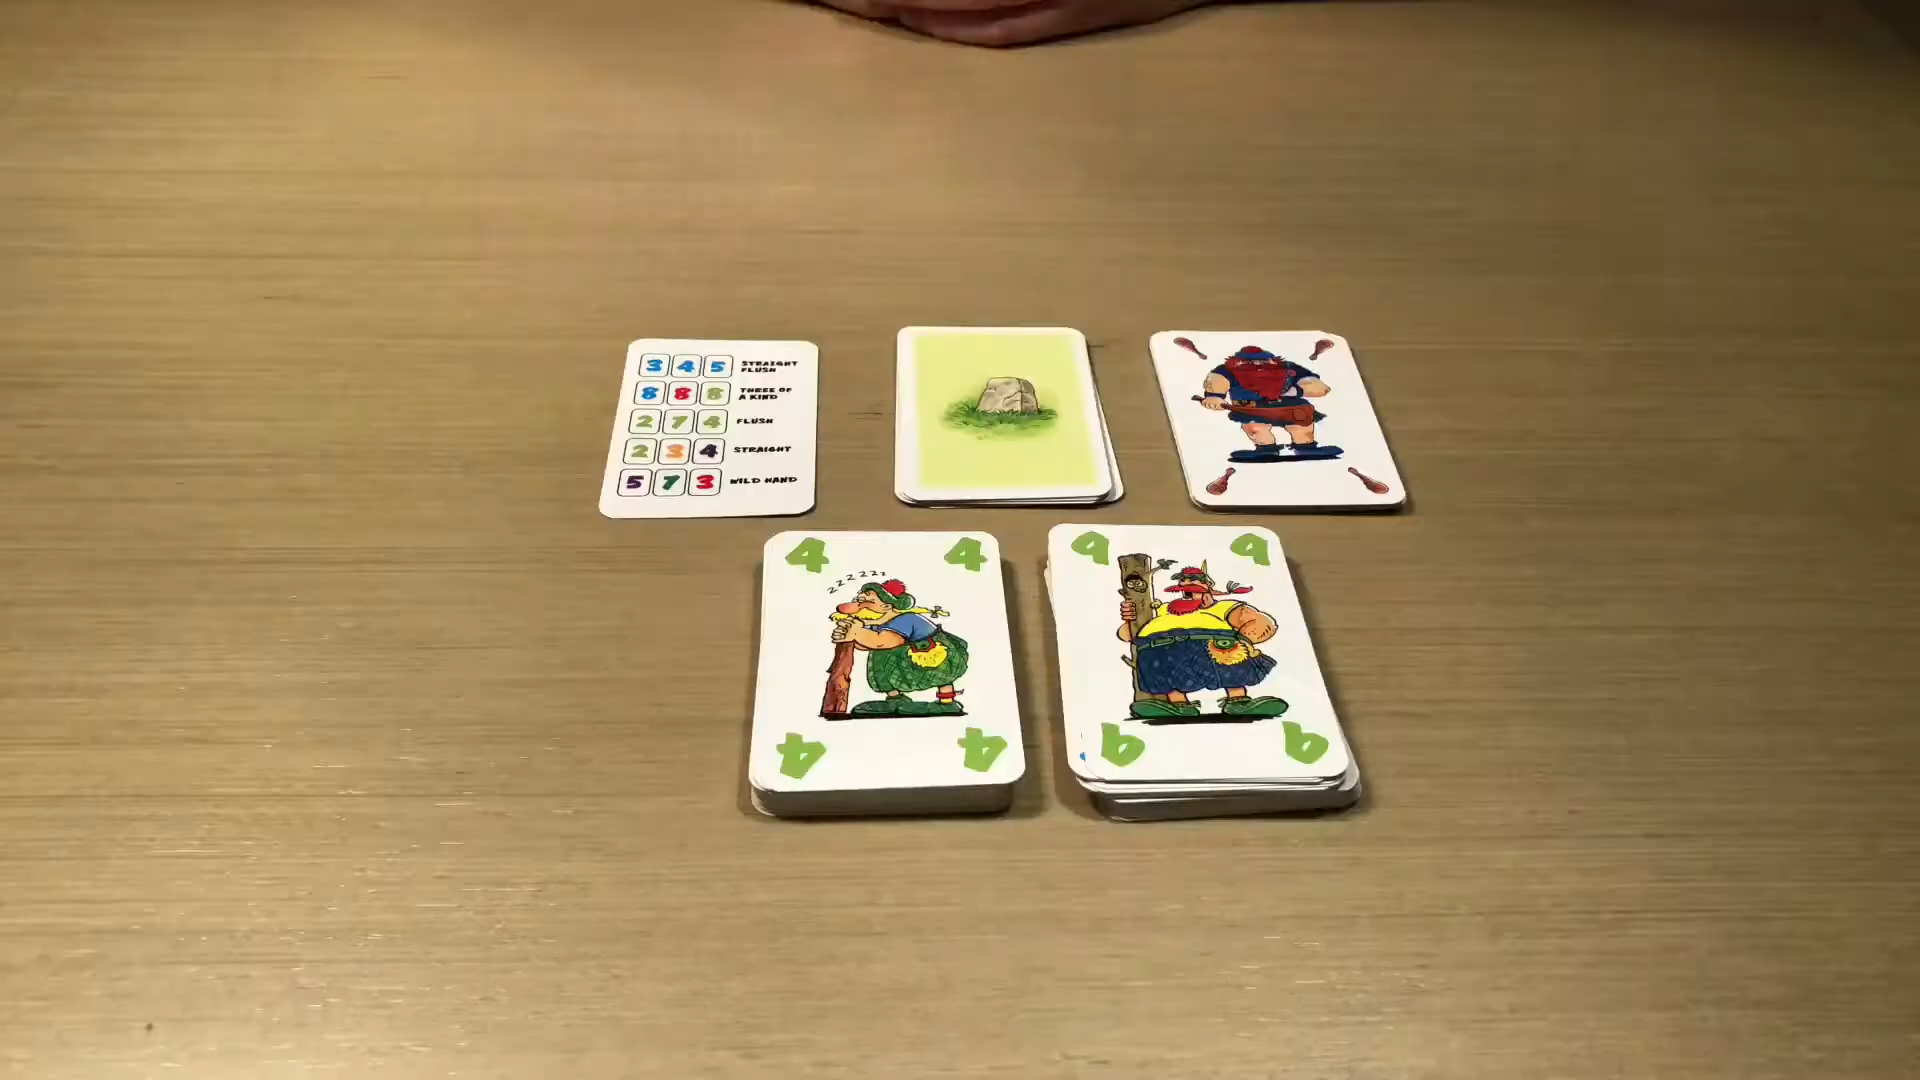 3 4 5 STRAIGHT
FLUSH
8 8 8 THREE OF
A KIND
2 7 4 FLUSH
2 3 4 STRAIGHT
5 7 3 WILD HAND
4 4
zzzzzz
4 4
9 9
9 9